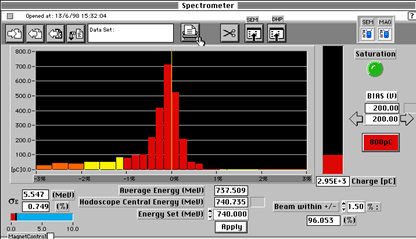 Spectrometer
Opened at: 13/6/98 15:32:04
Data Set:
SEM
DMP
SEM
MAG
800.0
700.0
600.0
500.0
400.0
300.0
200.0
100.0
[pC]0.0
-3%
-2%
-1%
0%
1%
2%
3%
Saturation
BIAS (V)
200.00
200.00
800pC
2.95E+3 Charge [pC]
σE
5.547 (MeV)
0.749 (%)
0.0
10.0
Average Energy (MeV) 737.509
Hodoscope Central Energy (MeV) 740.735
Energy Set (MeV) 740.000
Apply
Beam within +/- 1.50 % :
96.053 (%)
MagnetControl